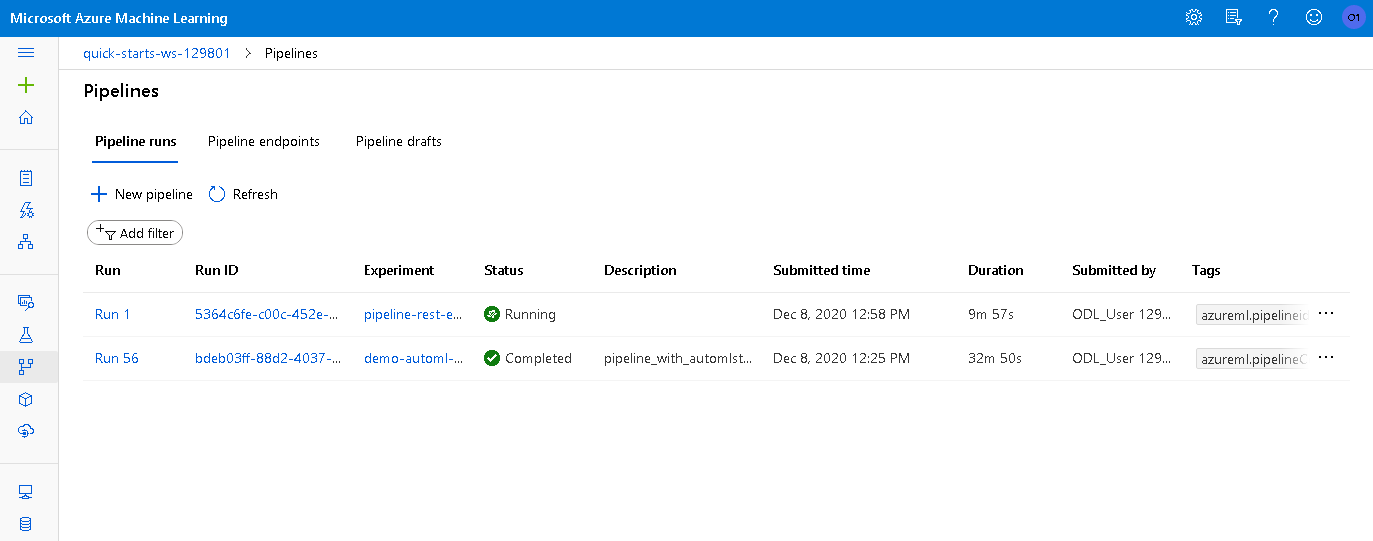 Microsoft Azure Machine Learning
O1
quick-starts-ws-129801 > Pipelines
Pipelines
Pipeline runs Pipeline endpoints Pipeline drafts
New pipeline Refresh
Add filter
Run Run ID Experiment Status Description Submitted time Duration Submitted by Tags
Run 1 5364c6fe-c00c-452e-... pipeline-rest-e... Running Dec 8, 2020 12:58 PM 9m 57s ODL_User 129... azureml.pipelineid ...
Run 56 bdeb03ff-88d2-4037-... demo-automl-... Completed pipeline_with_automlst... Dec 8, 2020 12:25 PM 32m 50s ODL_User 129... azureml.pipelineC ...